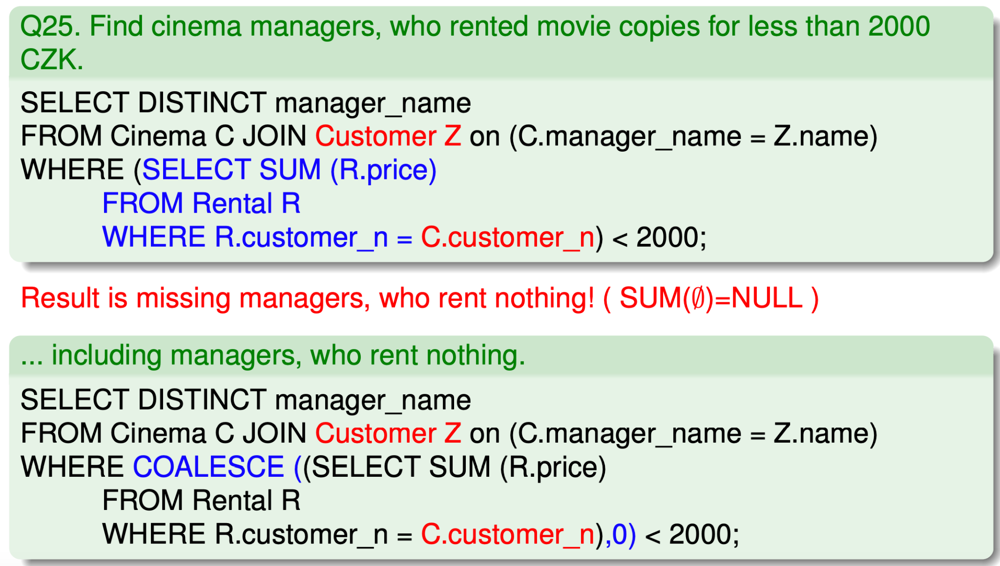 Q25. Find cinema managers, who rented movie copies for less than 2000
CZK.
SELECT DISTINCT manager_name
FROM Cinema C JOIN Customer Z on (C.manager_name = Z.name)
WHERE (SELECT SUM (R.price)
FROM Rental R
WHERE R.customer_n = C.customer_n) < 2000;
Result is missing managers, who rent nothing! ( SUM(∅)=NULL )
... including managers, who rent nothing.
SELECT DISTINCT manager_name
FROM Cinema C JOIN Customer Z on (C.manager_name = Z.name)
WHERE COALESCE ((SELECT SUM (R.price)
FROM Rental R
WHERE R.customer_n = C.customer_n),0) < 2000;